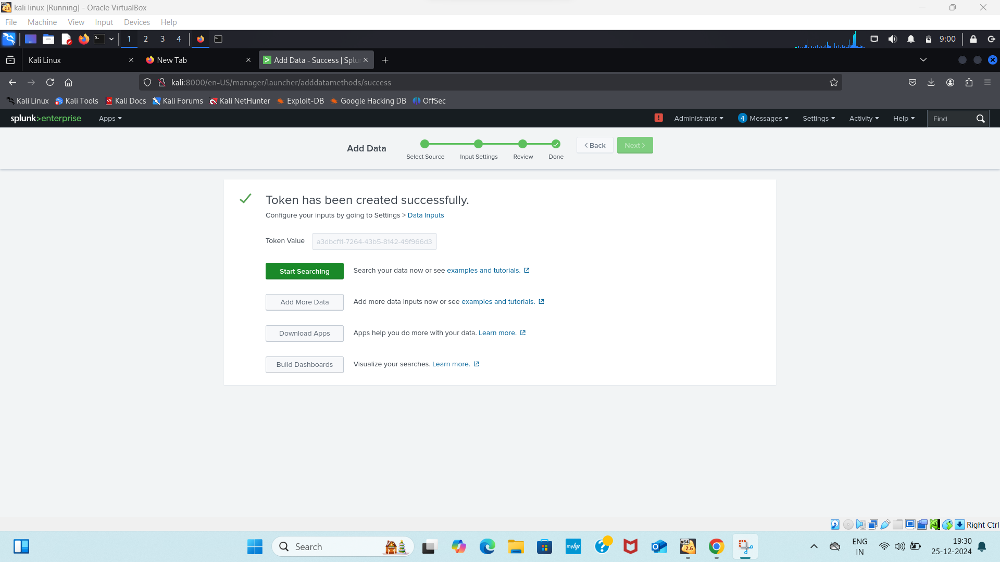 kali linux [Running] - Oracle VirtualBox
File Machine View Input Devices Help
1 2 3 4 9:00
Kali Linux New Tab Add Data - Success | Splu
kali:8000/en-US/manager/launcher/adddatamethods/success
Kali Linux Kali Tools Kali Docs Kali Forums Kali NetHunter Exploit-DB Google Hacking DB OffSec
splunk>enterprise Apps ! Administrator 4 Messages Settings Activity Help Find
Add Data Select Source Input Settings Review Done < Back Next >
Token has been created successfully.
Configure your inputs by going to Settings > Data Inputs
Token Value a3dbcf11-7264-43b5-8142-49f966d3
Start Searching Search your data now or see examples and tutorials.
Add More Data Add more data inputs now or see examples and tutorials.
Download Apps Apps help you do more with your data. Learn more.
Build Dashboards Visualize your searches. Learn more.
Right Ctrl
Search myhp x64 2.6 ENG IN 19:30 25-12-2024